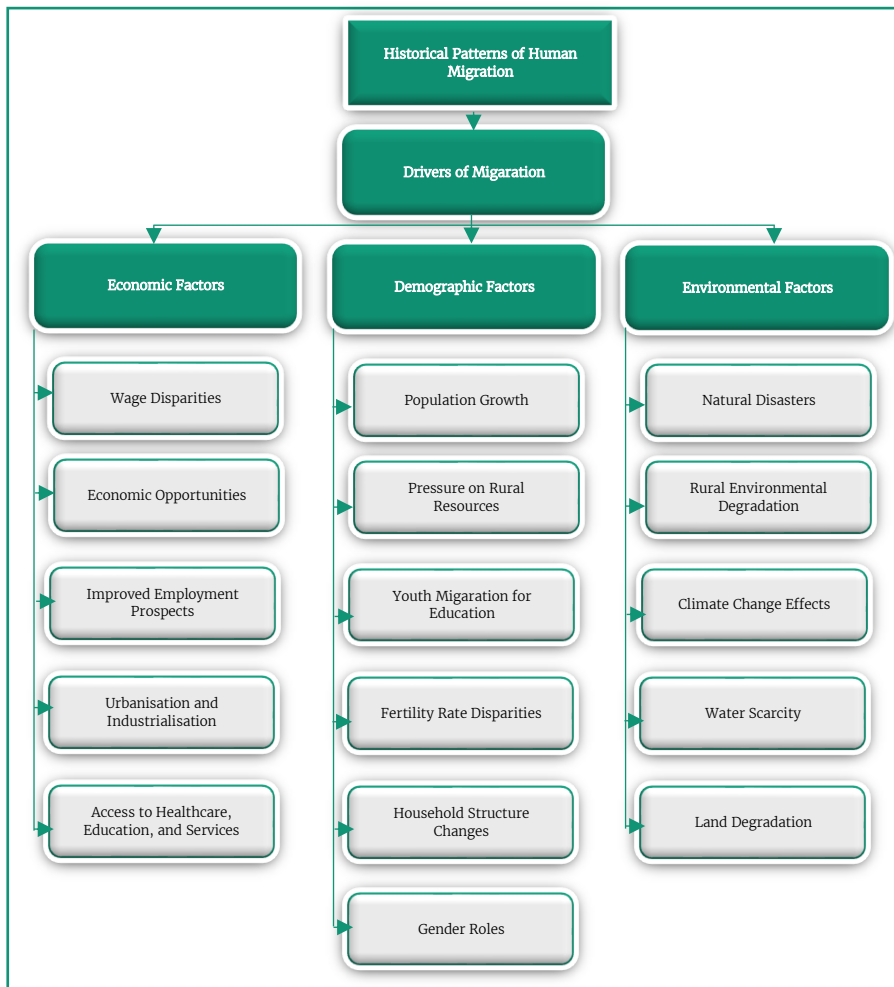 Historical Patterns of Human
Migration
Drivers of Migaration
Economic Factors
Demographic Factors
Environmental Factors
Wage Disparities
Economic Opportunities
Improved Employment
Prospects
Urbanisation and
Industrialisation
Access to Healthcare,
Education, and Services
Population Growth
Pressure on Rural
Resources
Youth Migaration for
Education
Fertility Rate Disparities
Household Structure
Changes
Gender Roles
Natural Disasters
Rural Environmental
Degradation
Climate Change Effects
Water Scarcity
Land Degradation